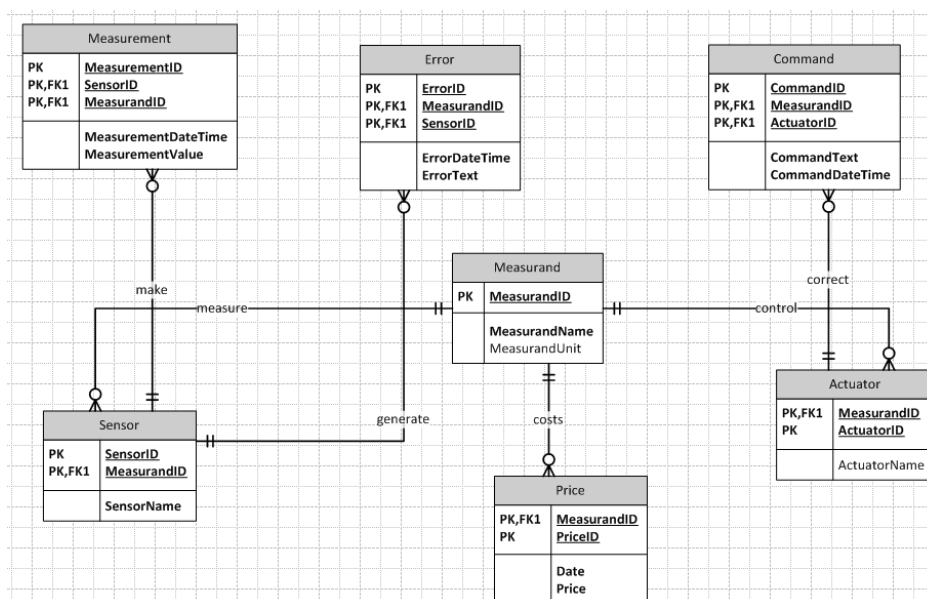 Measurement
PK MeasurementID
PK,FK1 SensorID
PK,FK1 MeasurandID
MeasurementDateTime
MeasurementValue
Error
PK ErrorID
PK,FK1 MeasurandID
PK,FK1 SensorID
ErrorDateTime
ErrorText
Command
PK CommandID
PK,FK1 MeasurandID
PK,FK1 ActuatorID
CommandText
CommandDateTime
make
measure
Measurand
PK MeasurandID
MeasurandName
MeasurandUnit
correct
control
generate
costs
Sensor
PK SensorID
PK,FK1 MeasurandID
SensorName
Actuator
PK,FK1 MeasurandID
PK ActuatorID
ActuatorName
Price
PK,FK1 MeasurandID
PK PriceID
Date
Price